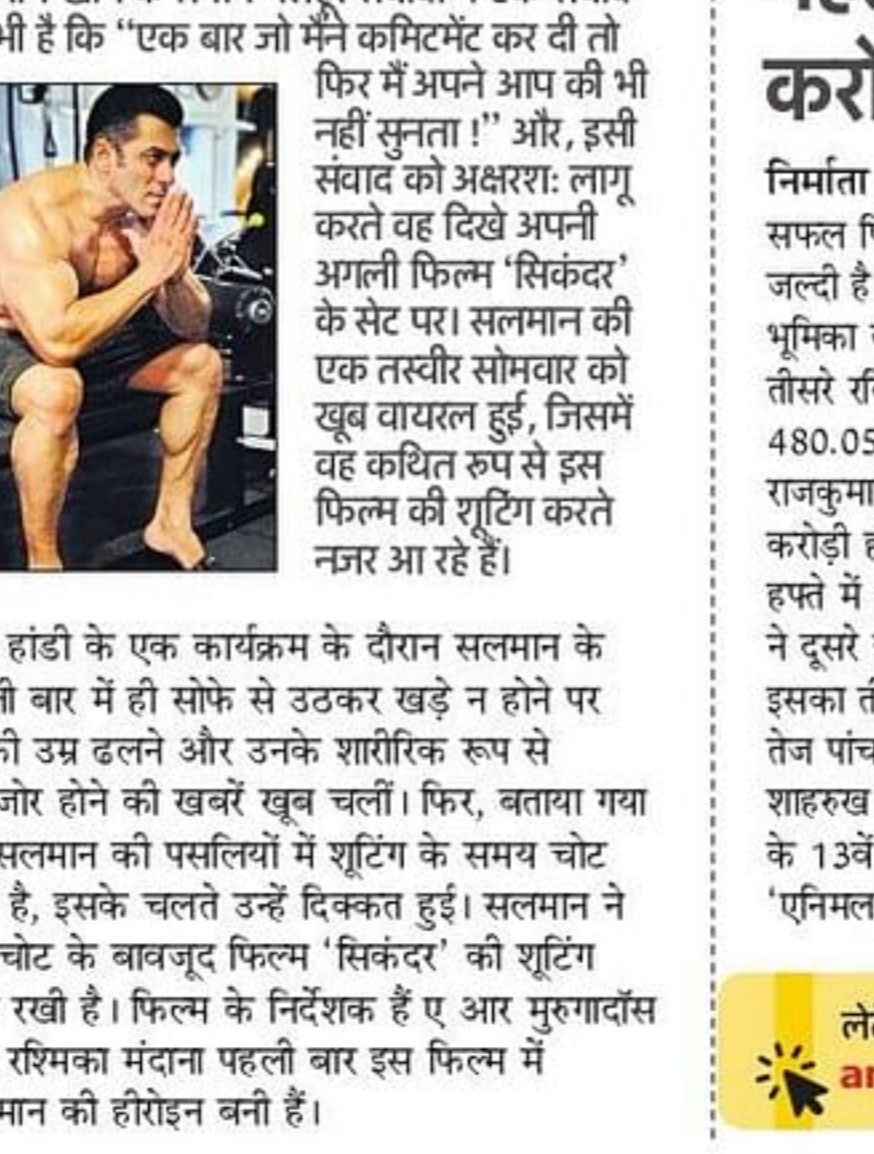 भी है कि “एक बार जो मैंने कमिटमेंट कर दी तो
फिर मैं अपने आप की भी
नहीं सुनता !” और, इसी
संवाद को अक्षरशः लागू
करते वह दिखे अपनी
अगली फिल्म ‘सिकंदर’
के सेट पर। सलमान की
एक तस्वीर सोमवार को
खूब वायरल हुई, जिसमें
वह कथित रूप से इस
फिल्म की शूटिंग करते
नजर आ रहे हैं।
हांडी के एक कार्यक्रम के दौरान सलमान के
बार में ही सोफे से उठकर खड़े न होने पर
की उम्र ढलने और उनके शारीरिक रूप से
जोर होने की खबरें खूब चलीं। फिर, बताया गया
सलमान की पसलियों में शूटिंग के समय चोट
है, इसके चलते उन्हें दिक्कत हुई। सलमान ने
चोट के बावजूद फिल्म ‘सिकंदर’ की शूटिंग
रखी है। फिल्म के निर्देशक हैं ए आर मुरुगादॉस
रश्मिका मंदाना पहली बार इस फिल्म में
मान की हीरोइन बनी हैं।
करो
निर्माता
सफल
जल्दी है
भूमिका
तीसरे
480.05
राजकुमा
करोड़ी
हफ्ते में
ने दूसरे
इसका
तेज पांच
शाहरुख
के 13वें
‘एनिमल